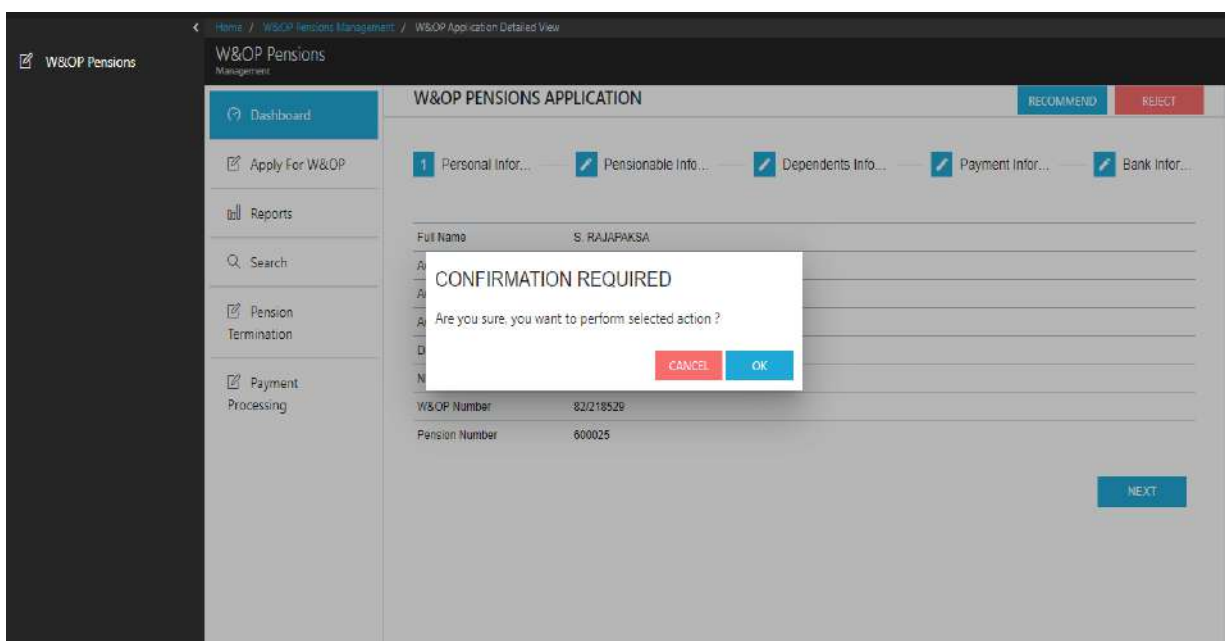 Home / W&OP Pensions Management / W&OP Application Detailed View
W&OP Pensions
W&OP Pensions
Management
Dashboard
Apply For W&OP
Reports
Search
Pension
Termination
Payment
Processing
W&OP PENSIONS APPLICATION
RECOMMEND
REJECT
1 Personal Infor...
Pensionable Info...
Dependents Info...
Payment Infor...
Bank Infor...
Full Name S. RAJAPAKSA
CONFIRMATION REQUIRED
Are you sure, you want to perform selected action ?
CANCEL
OK
W&OP Number 82/218529
Pension Number 600025
NEXT